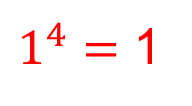 1⁴ = 1